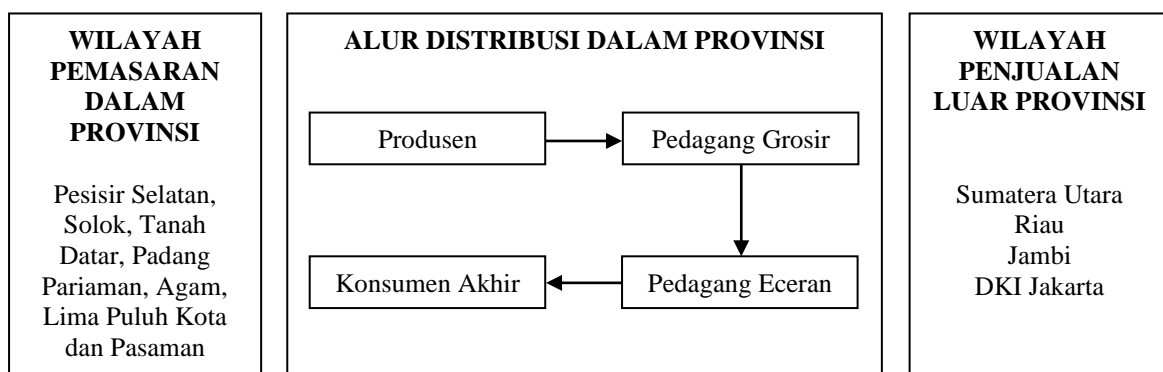 WILAYAH
PEMASARAN
DALAM
PROVINSI
Pesisir Selatan,
Solok, Tanah
Datar, Padang
Pariaman, Agam,
Lima Puluh Kota
dan Pasaman
ALUR DISTRIBUSI DALAM PROVINSI
Produsen
Pedagang Grosir
Konsumen Akhir
Pedagang Eceran
WILAYAH
PENJUALAN
LUAR PROVINSI
Sumatera Utara
Riau
Jambi
DKI Jakarta